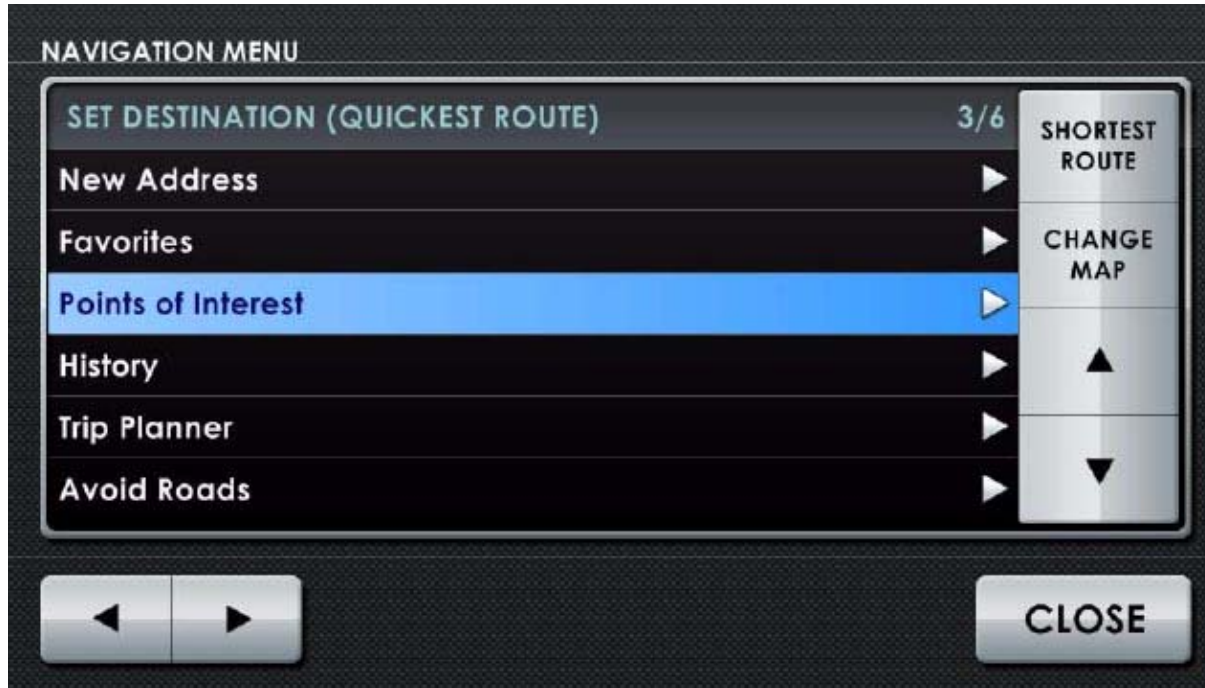 NAVIGATION MENU
SET DESTINATION (QUICKEST ROUTE) 3/6
New Address
Favorites
Points of Interest
History
Trip Planner
Avoid Roads
SHORTEST
ROUTE
CHANGE
MAP
CLOSE